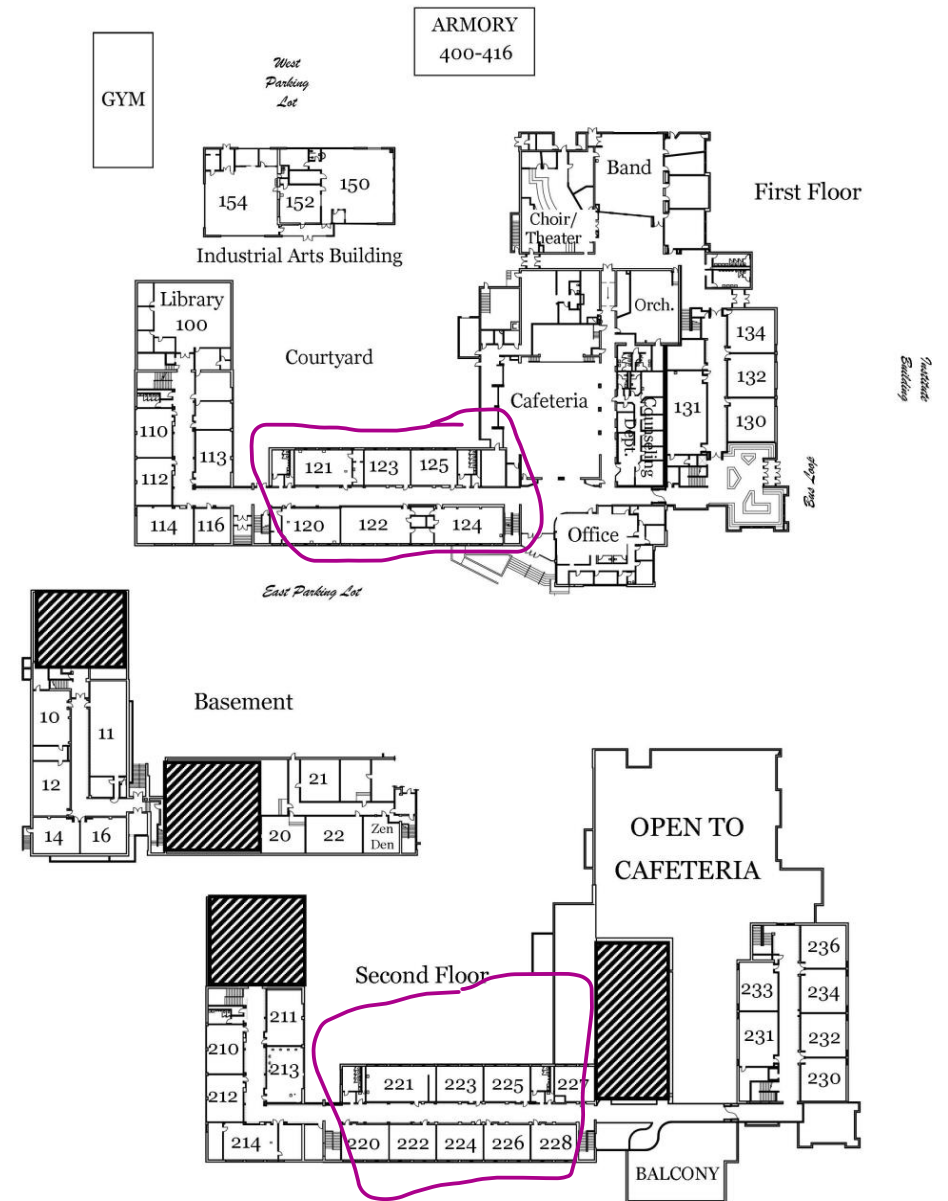 ARMORY
400-416
GYM
West
Parking
Lot
154
152
150
Industrial Arts Building
Band
Choir/
Theater
First Floor
Library
100
Courtyard
Orch.
134
132
130
131
Cafeteria
Counseling
Dept.
Institute
Building
Bus Loop
110
112
113
114
116
121
123
125
120
122
124
Office
East Parking Lot
Basement
10
11
12
14
16
21
20
22
Zen
Den
OPEN TO
CAFETERIA
Second Floor
211
210
213
212
214
221
223
225
227
220
222
224
226
228
236
233
234
231
232
230
BALCONY